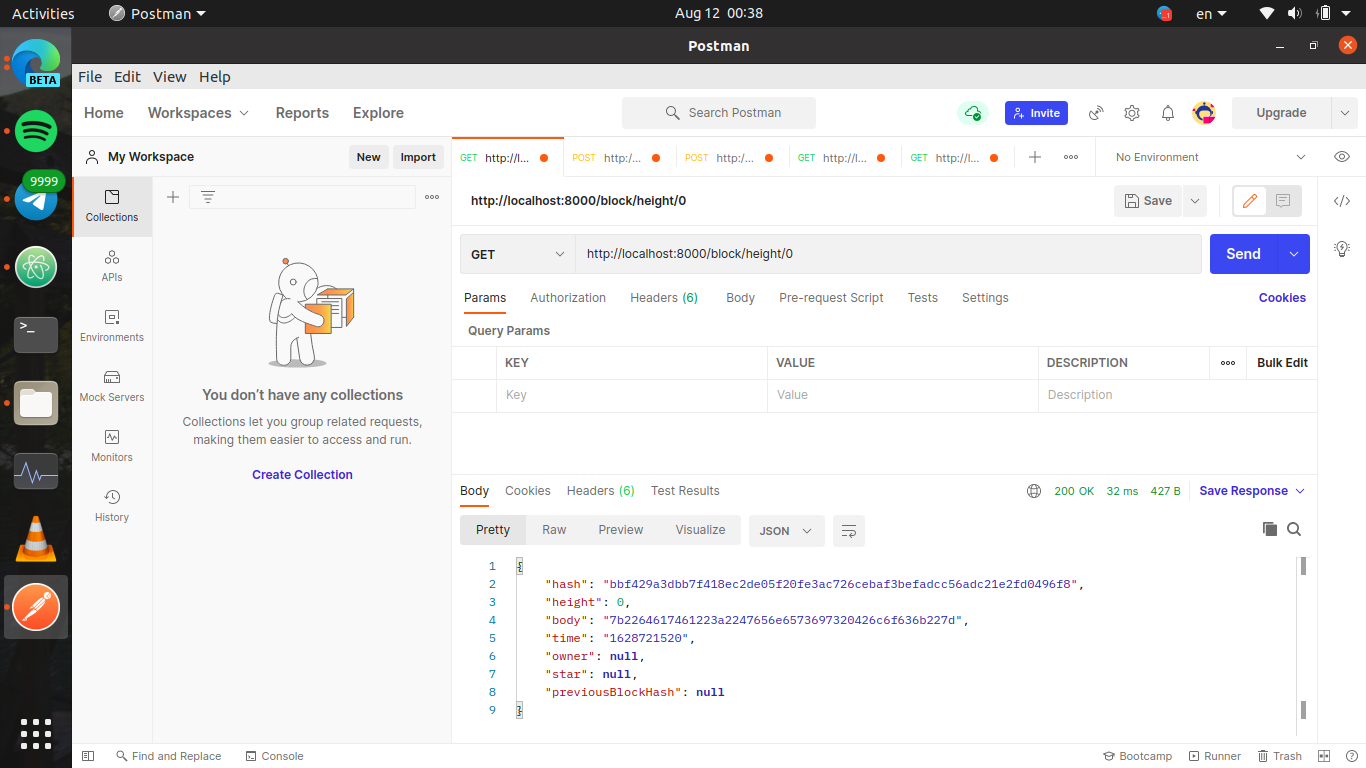 Activities Postman Aug 12 00:38 en
Postman
BETA
9999
>_
File Edit View Help
Home Workspaces Reports Explore Search Postman Invite Upgrade
My Workspace New Import
GET http://l... POST http:/... POST http:/... GET http://l... GET http://l... No Environment
Collections
APIs
Environments
Mock Servers
Monitors
History
You don't have any collections
Collections let you group related requests,
making them easier to access and run.
Create Collection
http://localhost:8000/block/height/0 Save
GET http://localhost:8000/block/height/0 Send
Params Authorization Headers (6) Body Pre-request Script Tests Settings Cookies
Query Params
KEY VALUE DESCRIPTION Bulk Edit
Key Value Description
Body Cookies Headers (6) Test Results 200 OK 32 ms 427 B Save Response
Pretty Raw Preview Visualize JSON
1 {
2 "hash": "bbf429a3dbb7f418ec2de05f20fe3ac726cebaf3befadcc56adc21e2fd0496f8",
3 "height": 0,
4 "body": "7b2264617461223a2247656e6573697320426c6f636b227d",
5 "time": "1628721520",
6 "owner": null,
7 "star": null,
8 "previousBlockHash": null
9 }
Find and Replace Console Bootcamp Runner Trash